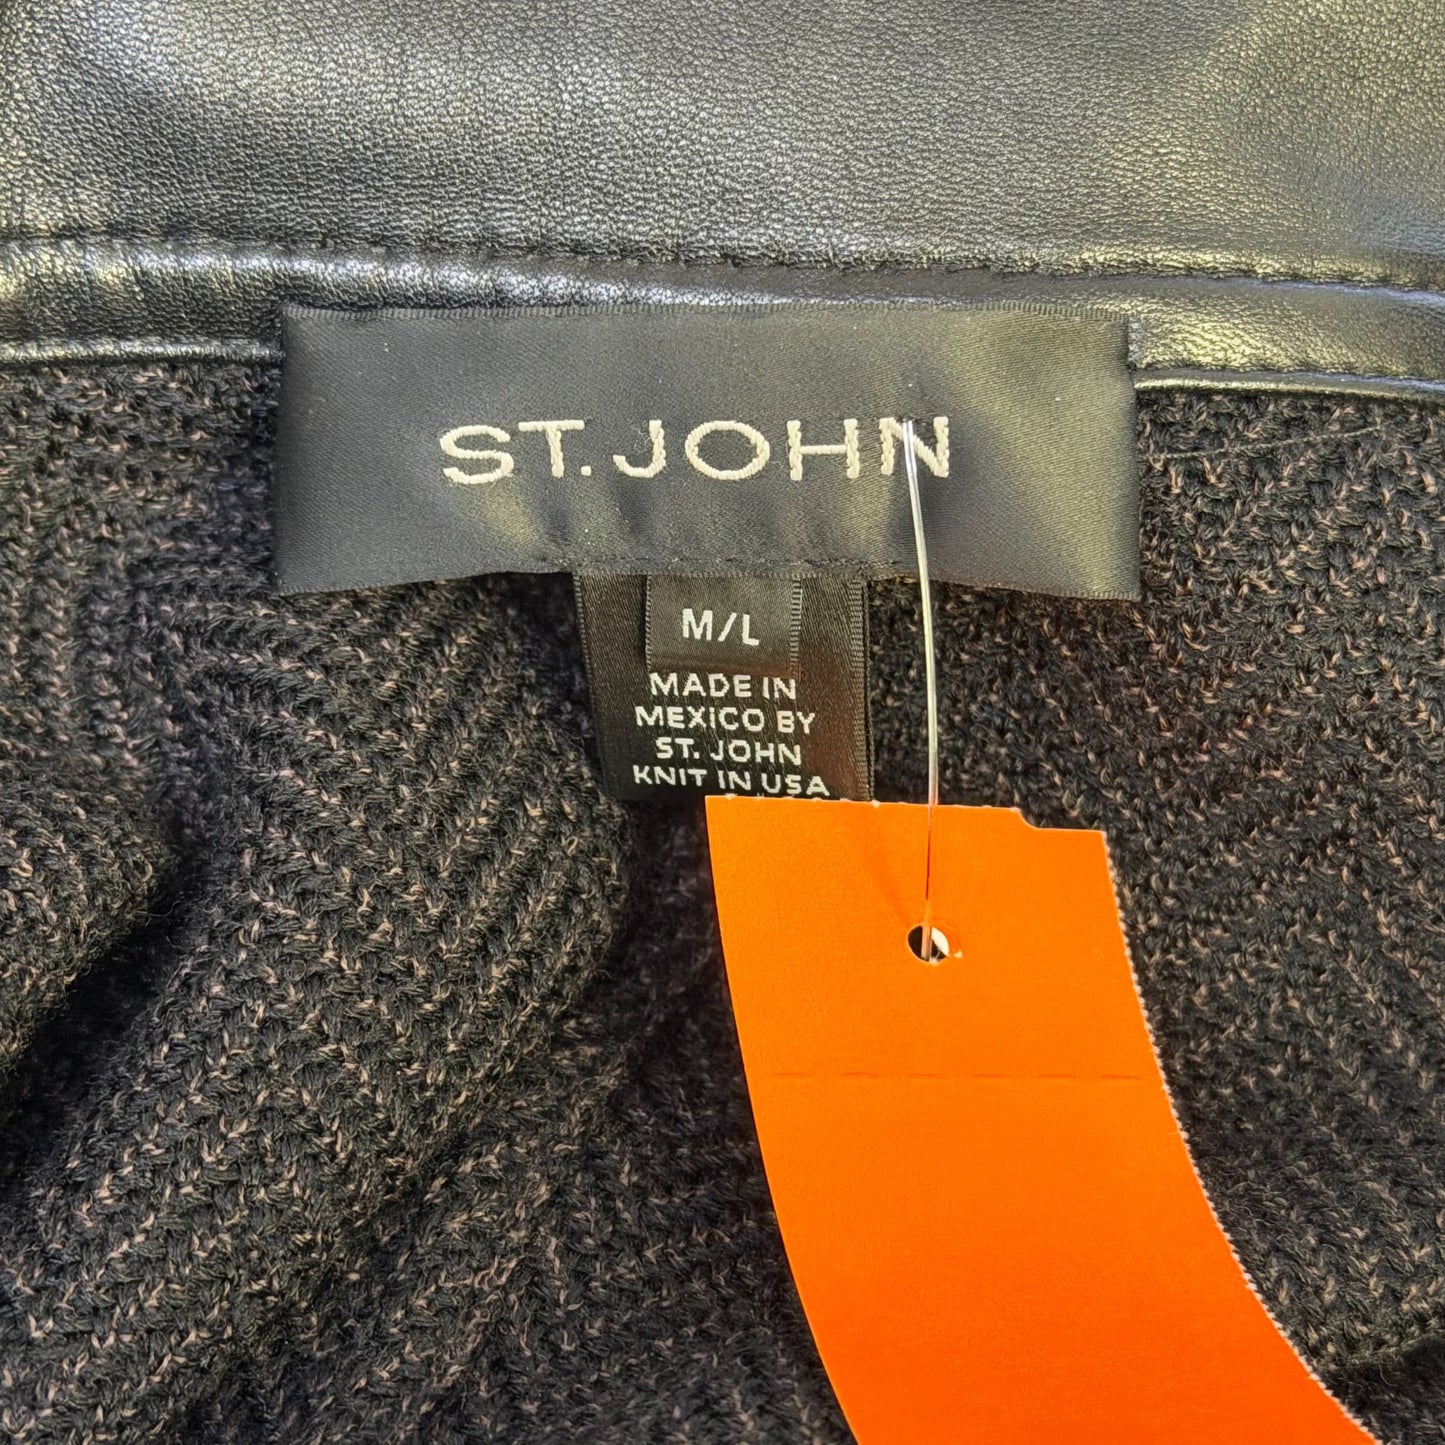 ST. JOHN
M/L
MADE IN
MEXICO BY
ST. JOHN
KNIT IN USA